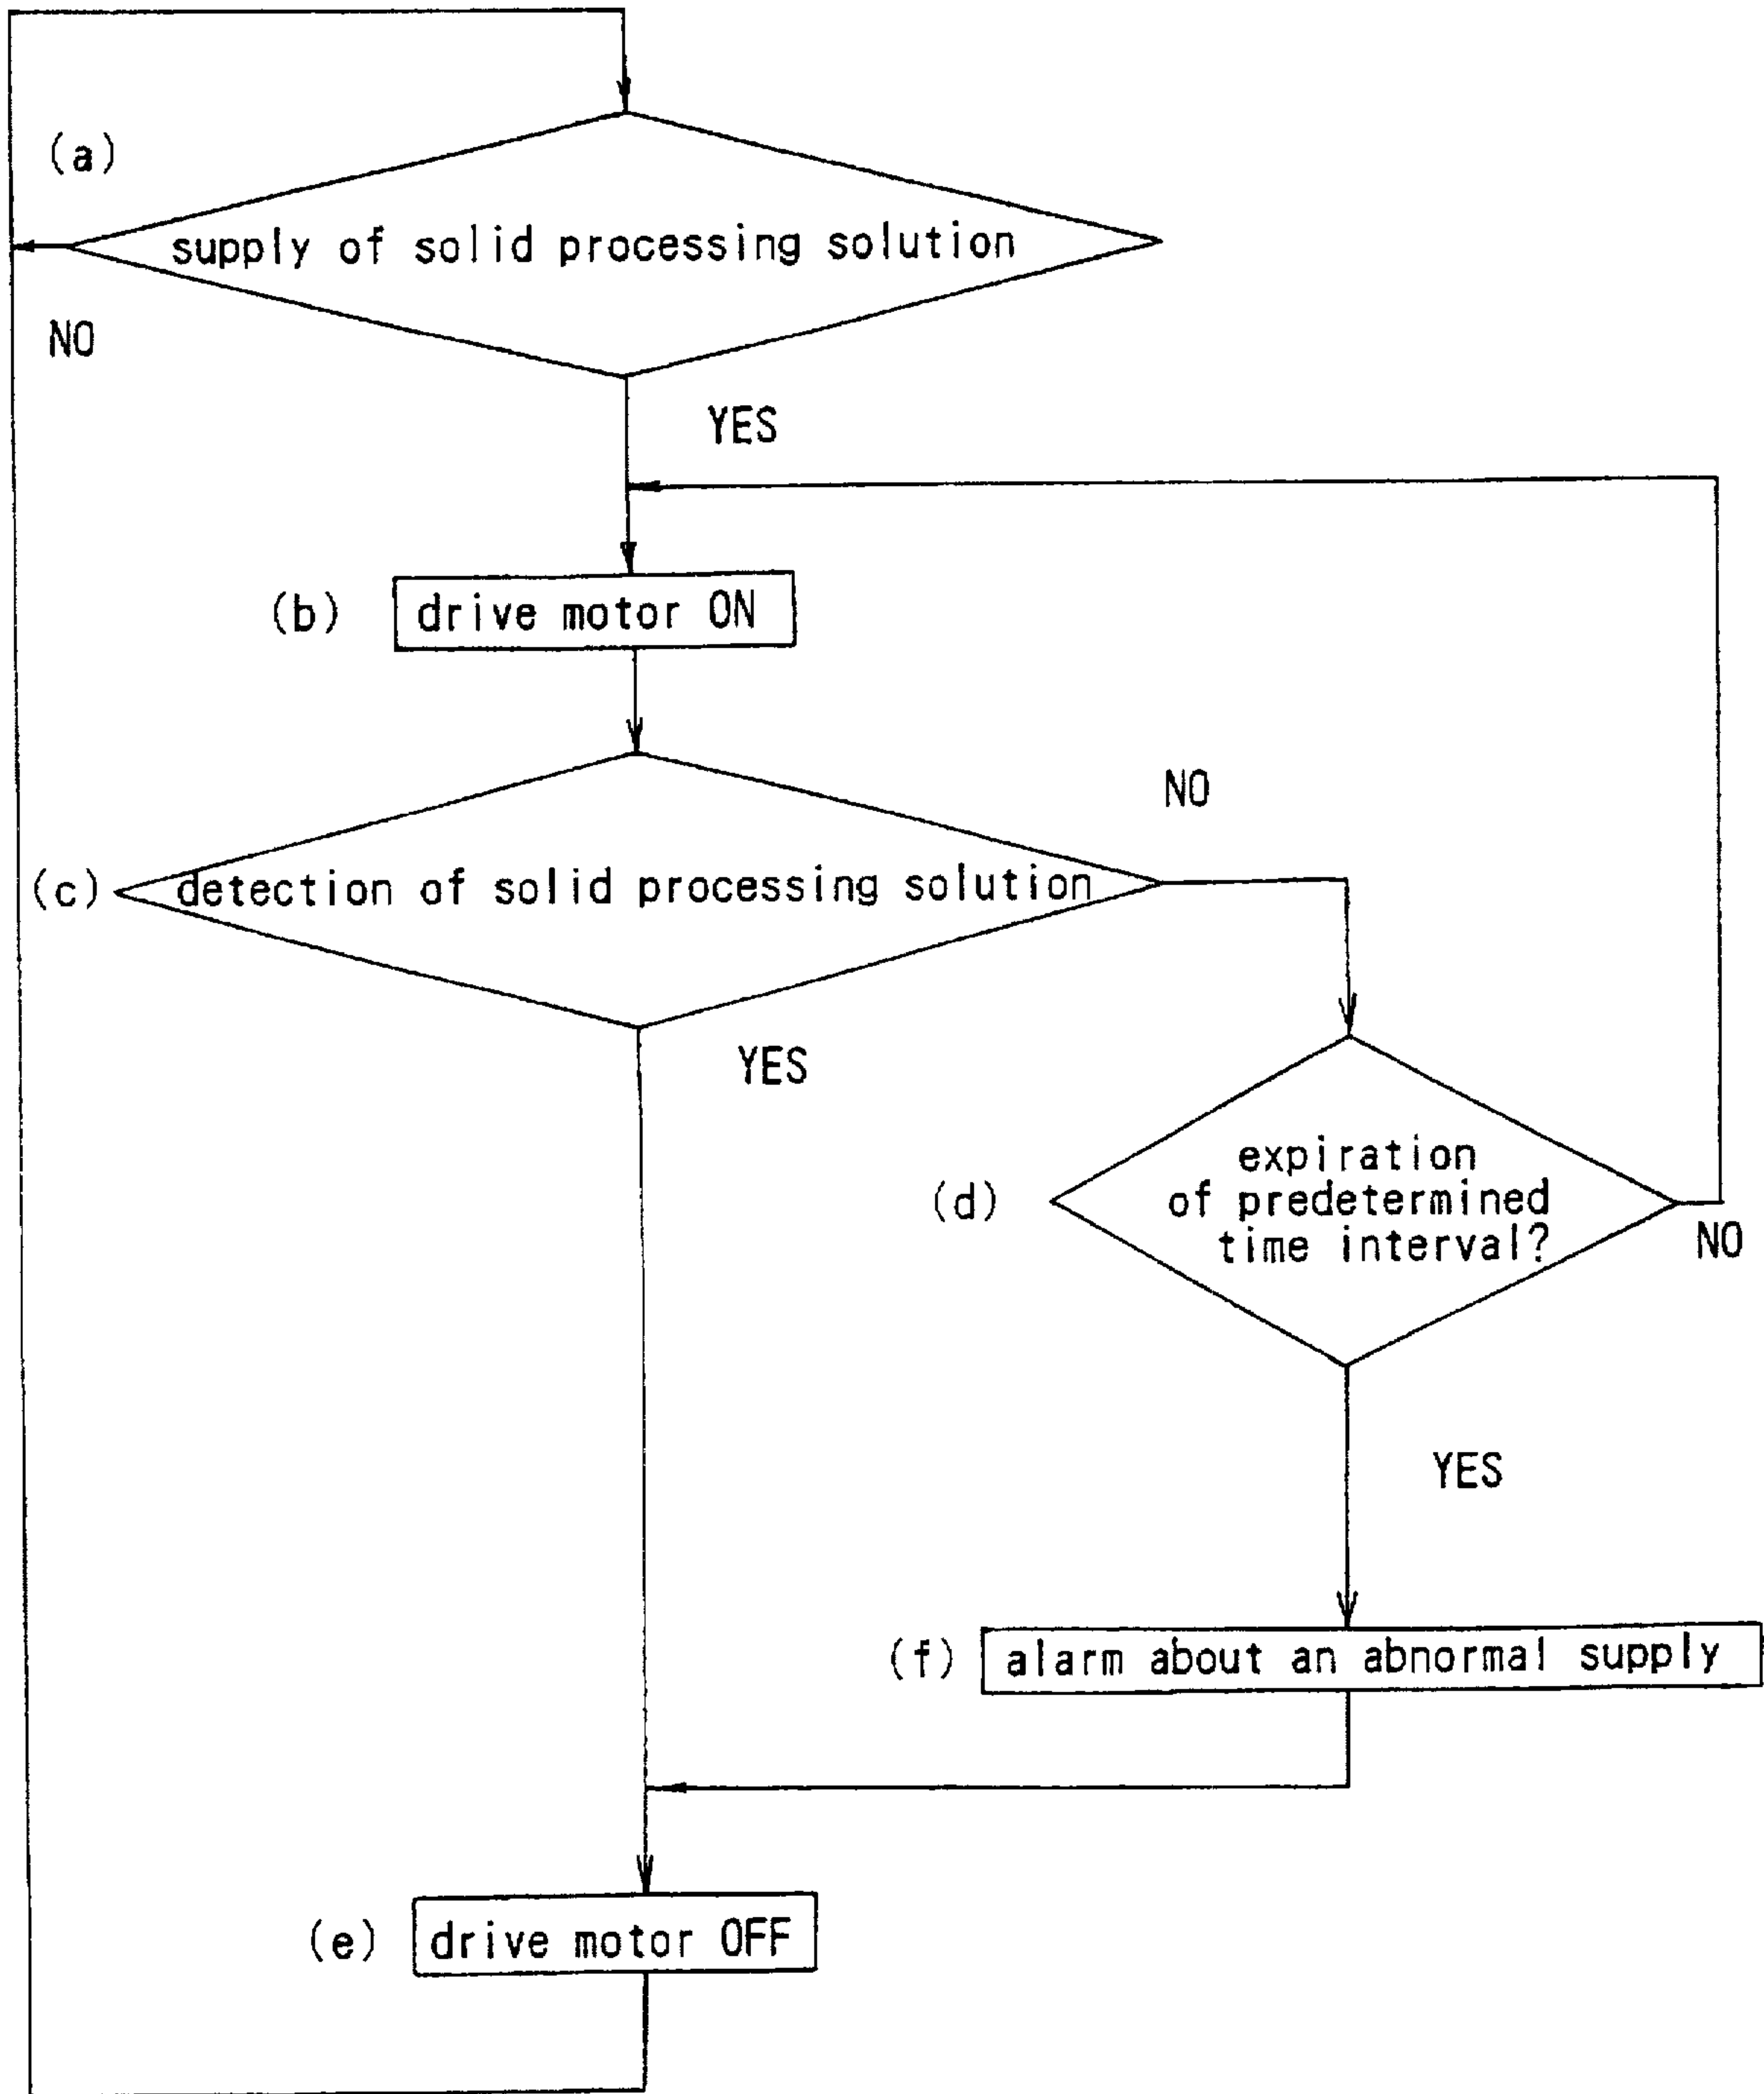 (a)
supply of solid processing solution
NO
YES
(b) drive motor ON
NO
(c) detection of solid processing solution
YES
expiration
(d) of predetermined
time interval?
NO
YES
(f) alarm about an abnormal supply
(e) drive motor OFF